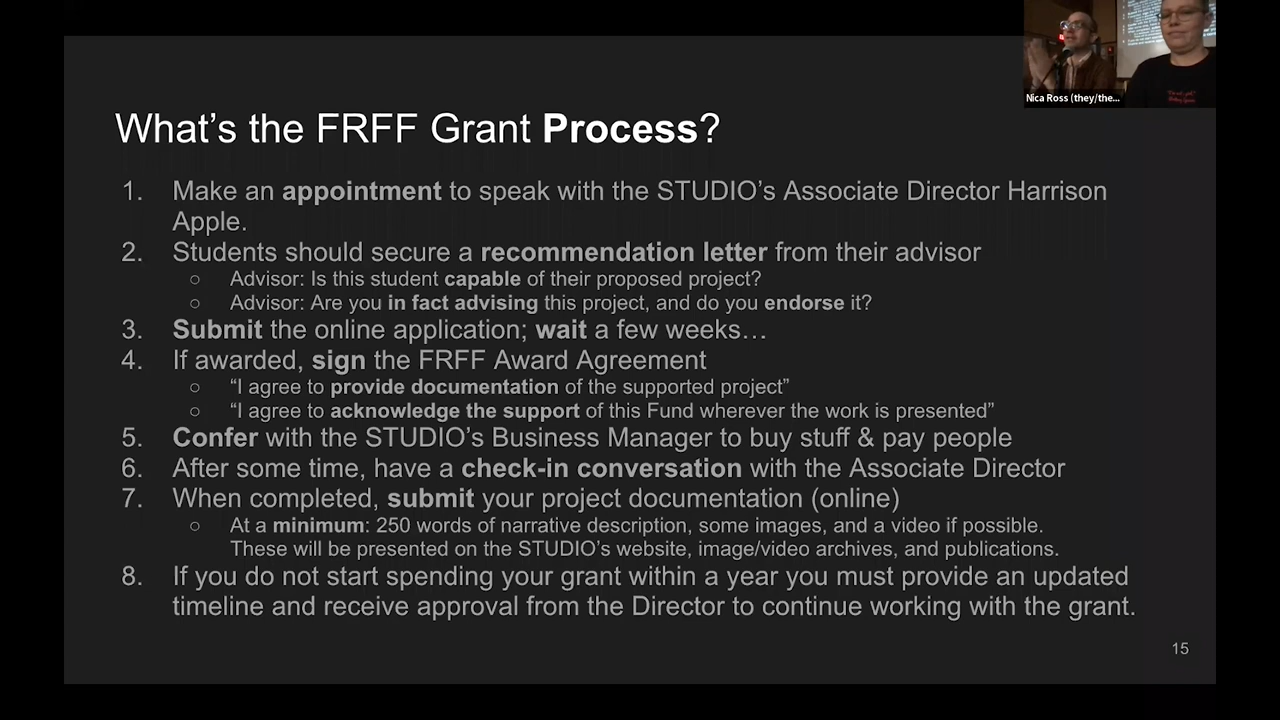 Nica Ross (they/the...
What's the FRFF Grant Process?
1. Make an appointment to speak with the STUDIO's Associate Director Harrison
Apple.
2. Students should secure a recommendation letter from their advisor
○ Advisor: Is this student capable of their proposed project?
○ Advisor: Are you in fact advising this project, and do you endorse it?
3. Submit the online application; wait a few weeks…
4. If awarded, sign the FRFF Award Agreement
○ “I agree to provide documentation of the supported project”
○ “I agree to acknowledge the support of this Fund wherever the work is presented”
5. Confer with the STUDIO's Business Manager to buy stuff & pay people
6. After some time, have a check-in conversation with the Associate Director
7. When completed, submit your project documentation (online)
○ At a minimum: 250 words of narrative description, some images, and a video if possible.
These will be presented on the STUDIO's website, image/video archives, and publications.
8. If you do not start spending your grant within a year you must provide an updated
timeline and receive approval from the Director to continue working with the grant.
15